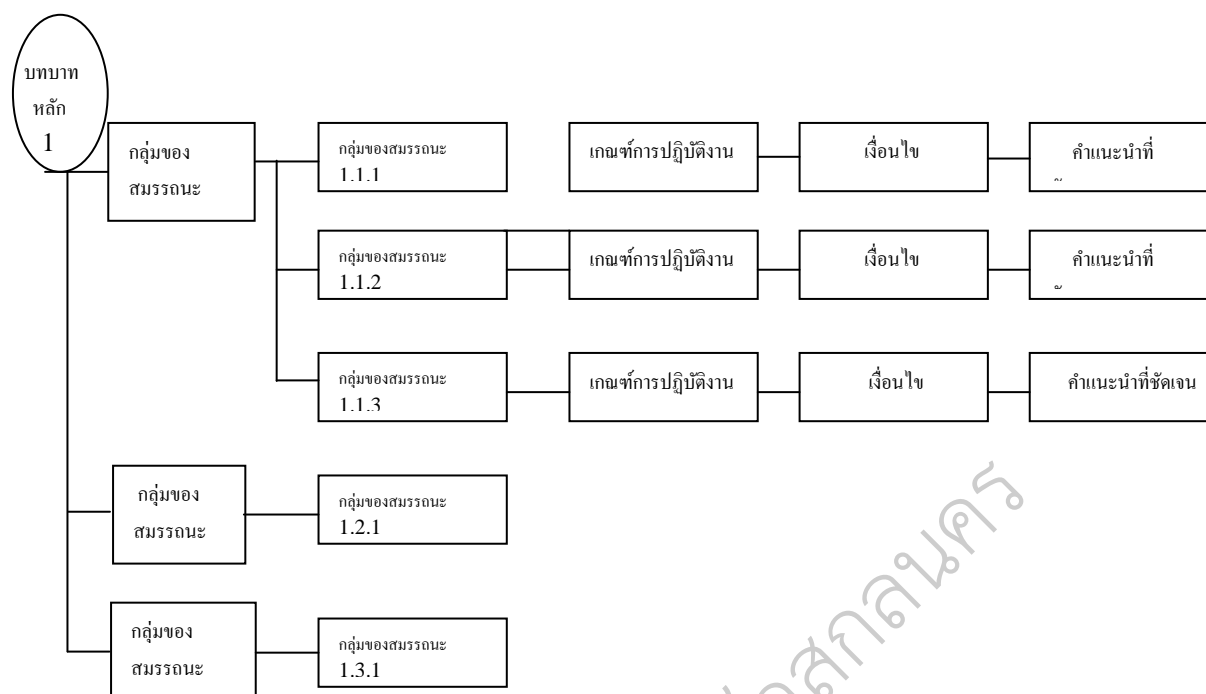 บทบาท
หลัก
1
กลุ่มของ
สมรรถนะ
กลุ่มของสมรรถนะ
1.1.1
เกณฑ์การปฏิบัติงาน
เงื่อนไข
คำแนะนำที่
กลุ่มของสมรรถนะ
1.1.2
เกณฑ์การปฏิบัติงาน
เงื่อนไข
คำแนะนำที่
กลุ่มของสมรรถนะ
1.1.3
เกณฑ์การปฏิบัติงาน
เงื่อนไข
คำแนะนำที่ชัดเจน
กลุ่มของ
สมรรถนะ
กลุ่มของสมรรถนะ
1.2.1
กลุ่มของ
สมรรถนะ
กลุ่มของสมรรถนะ
1.3.1